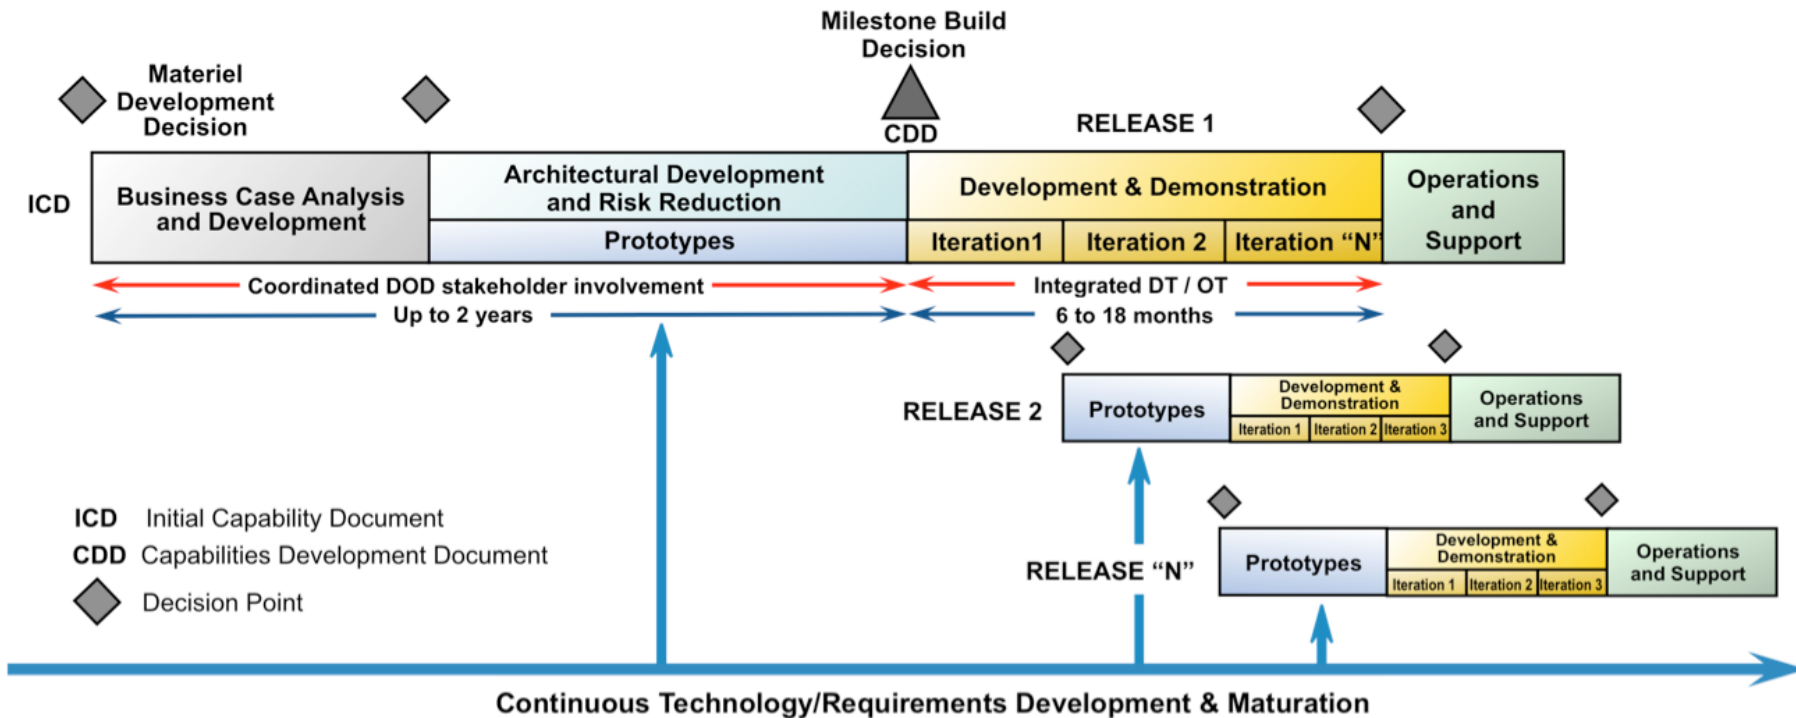 Milestone Build
Decision
Materiel
Development
Decision
CDD
RELEASE 1
ICD
Business Case Analysis
and Development
Architectural Development
and Risk Reduction
Prototypes
Development & Demonstration
Iteration1
Iteration 2
Iteration “N”
Operations
and
Support
Coordinated DOD stakeholder involvement
Integrated DT / OT
Up to 2 years
6 to 18 months
RELEASE 2
Prototypes
Development &
Demonstration
Iteration 1
Iteration 2
Iteration 3
Operations
and Support
RELEASE “N”
Prototypes
Development &
Demonstration
Iteration 1
Iteration 2
Iteration 3
Operations
and Support
ICD Initial Capability Document
CDD Capabilities Development Document
Decision Point
Continuous Technology/Requirements Development & Maturation